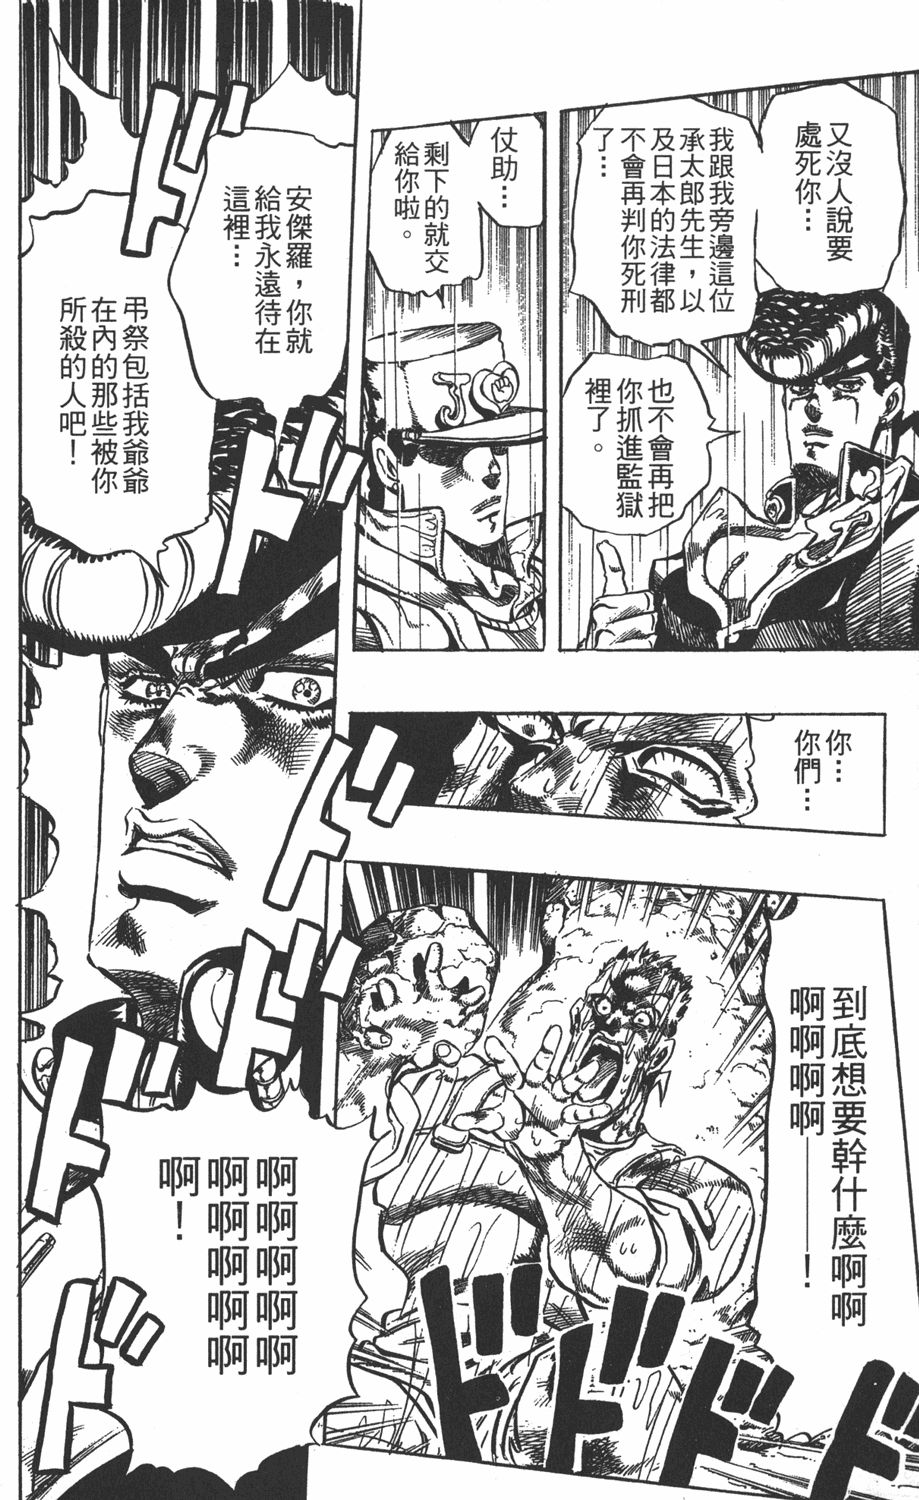 又沒人說要
處死你…
我跟我旁邊這位
承太郎先生，以
及日本的法律都
不會再判你死刑
了…
也不會再把
你抓進監獄
裡了。
仗助…
剩下的就交
給你啦。
J
你…
你們…
到底想要幹什麼啊啊
啊啊啊啊——！
ドドドド
安傑羅，你就
給我永遠待在
這裡…
弔祭包括我爺爺
在內的那些被你
所殺的人吧！
ド
ド
ド
ド
ド
ド
啊啊啊啊啊
啊啊啊啊啊
啊！